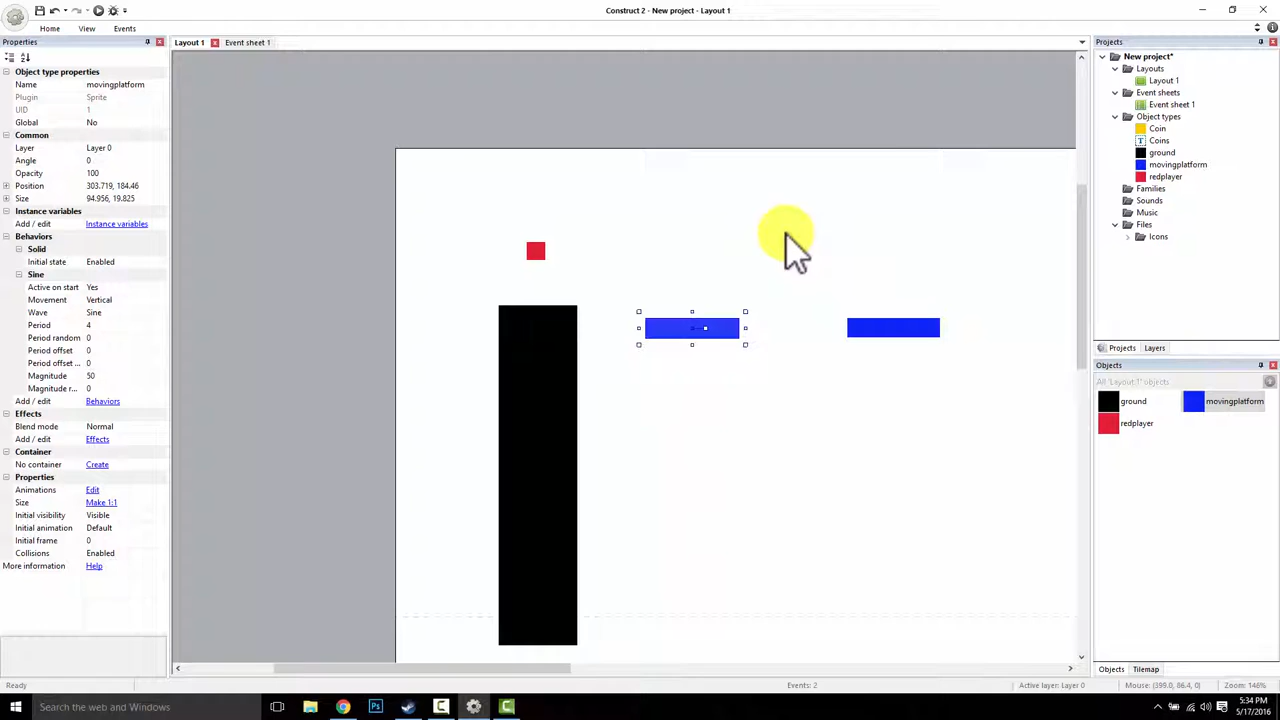 Construct 2 - New project - Layout 1
Home View Events
Properties
Layout 1 Event sheet 1
Projects
Object type properties
Name movingplatform
Plugin Sprite
UID 1
Global No
Common
Layer Layer 0
Angle 0
Opacity 100
Position 303.719, 184.46
Size 94.956, 19.825
Instance variables
Add / edit Instance variables
Behaviors
Solid
Initial state Enabled
Sine
Active on start Yes
Movement Vertical
Wave Sine
Period 4
Period random 0
Period offset 0
Period offset ... 0
Magnitude 50
Magnitude r... 0
Add / edit Behaviors
Effects
Blend mode Normal
Add / edit Effects
Container
No container Create
Properties
Animations Edit
Size Make 1:1
Initial visibility Visible
Initial animation Default
Initial frame 0
Collisions Enabled
More information Help
New project*
Layouts
Layout 1
Event sheets
Event sheet 1
Object types
Coin
T Coins
ground
movingplatform
redplayer
Families
Sounds
Music
Files
Icons
Projects Layers
Objects
All 'Layout 1' objects
ground movingplatform
redplayer
Objects Tilemap
Ready Events: 2 Active layer: Layer 0 Mouse: (399.0, 86.4, 0) Zoom: 146%
Search the web and Windows
5:34 PM
5/17/2016